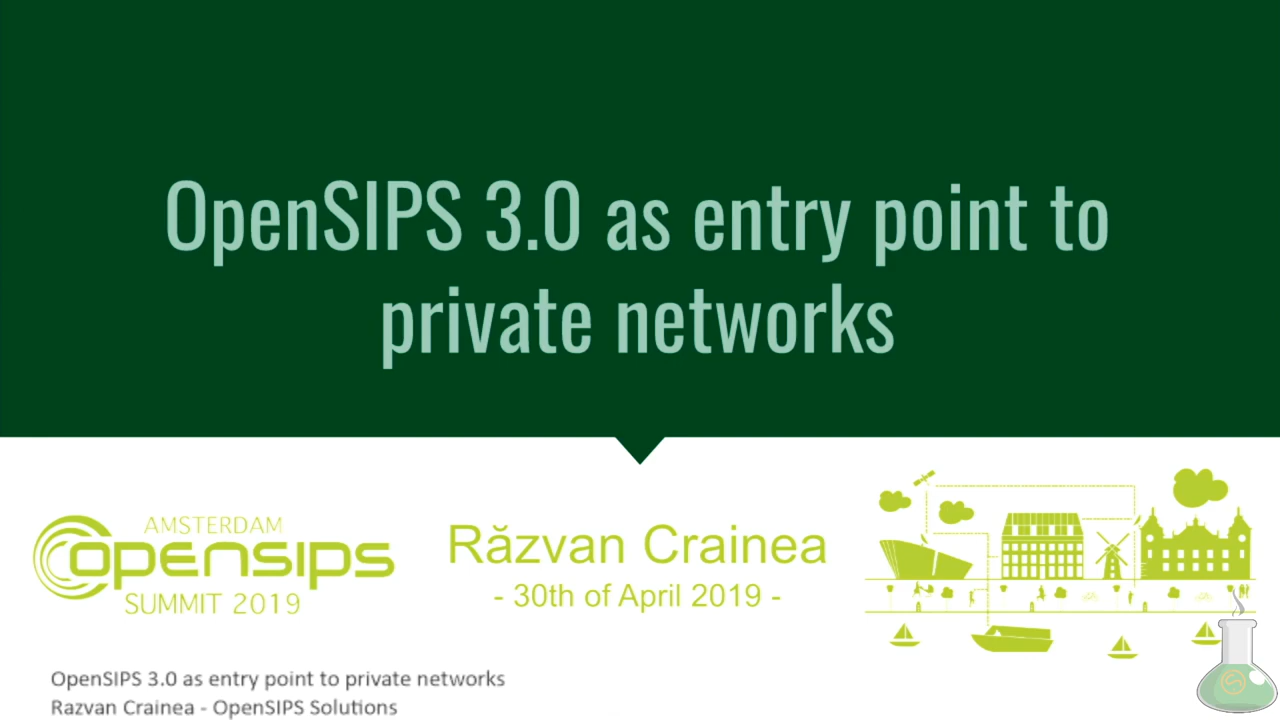 OpenSIPS 3.0 as entry point to
private networks
AMSTERDAM
opensips
SUMMIT 2019
Răzvan Crainea
- 30th of April 2019 -
OpenSIPS 3.0 as entry point to private networks
Razvan Crainea - OpenSIPS Solutions